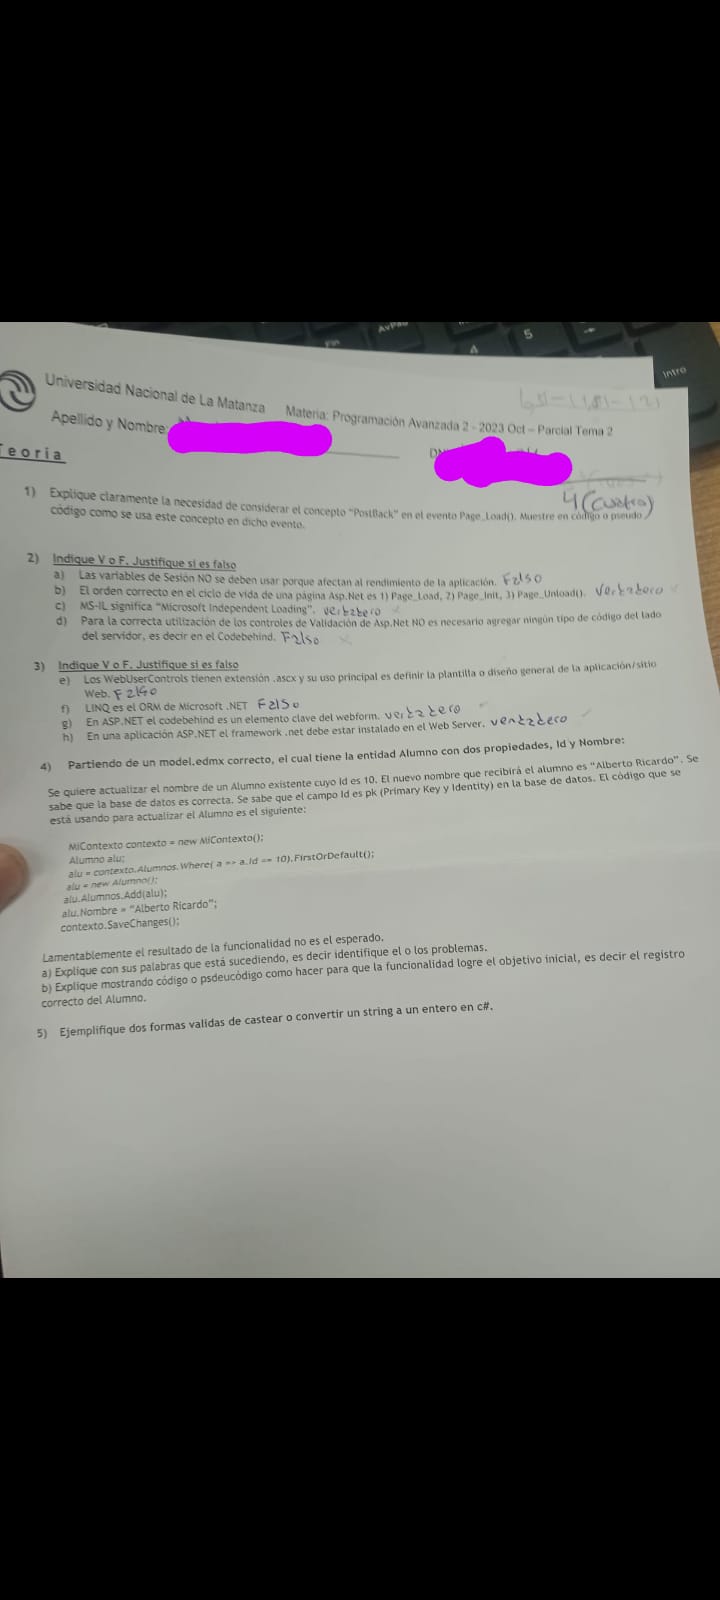 AvPág
Fin
5
4
Intro
Universidad Nacional de La Matanza
Materia: Programación Avanzada 2 - 2023 Oct – Parcial Tema 2
Apellido y Nombre:
Teoria
4 (cuatro)
1) Explique claramente la necesidad de considerar el concepto "PostBack" en el evento Page_Load(). Muestre en código o pseudo
código como se usa este concepto en dicho evento.
2) Indique V o F. Justifique si es falso
a) Las variables de Sesión NO se deben usar porque afectan al rendimiento de la aplicación. Falso
b) El orden correcto en el ciclo de vida de una página Asp.Net es 1) Page_Load, 2) Page_Init, 3) Page_Unload(). Verdadero
c) MS-IL significa "Microsoft Independent Loading". verdadero
d) Para la correcta utilización de los controles de Validación de Asp.Net NO es necesario agregar ningún tipo de código del lado
del servidor, es decir en el Codebehind. Falso
3) Indique V o F. Justifique si es falso
e) Los WebUserControls tienen extensión .ascx y su uso principal es definir la plantilla o diseño general de la aplicación/sitio
Web. Falso
f) LINQ es el ORM de Microsoft .NET Falso
g) En ASP.NET el codebehind es un elemento clave del webform. verdadero
h) En una aplicación ASP.NET el framework .net debe estar instalado en el Web Server. verdadero
4) Partiendo de un model.edmx correcto, el cual tiene la entidad Alumno con dos propiedades, Id y Nombre:
Se quiere actualizar el nombre de un Alumno existente cuyo Id es 10. El nuevo nombre que recibirá el alumno es "Alberto Ricardo". Se
sabe que la base de datos es correcta. Se sabe que el campo Id es pk (Primary Key y Identity) en la base de datos. El código que se
está usando para actualizar el Alumno es el siguiente:
MiContexto contexto = new MiContexto();
Alumno alu;
alu = contexto.Alumnos.Where( a => a.Id == 10).FirstOrDefault();
alu = new Alumno();
alu.Alumnos.Add(alu);
alu.Nombre = "Alberto Ricardo";
contexto.SaveChanges();
Lamentablemente el resultado de la funcionalidad no es el esperado.
a) Explique con sus palabras que está sucediendo, es decir identifique el o los problemas.
b) Explique mostrando código o psdeucódigo como hacer para que la funcionalidad logre el objetivo inicial, es decir el registro
correcto del Alumno.
5) Ejemplifique dos formas validas de castear o convertir un string a un entero en c#.